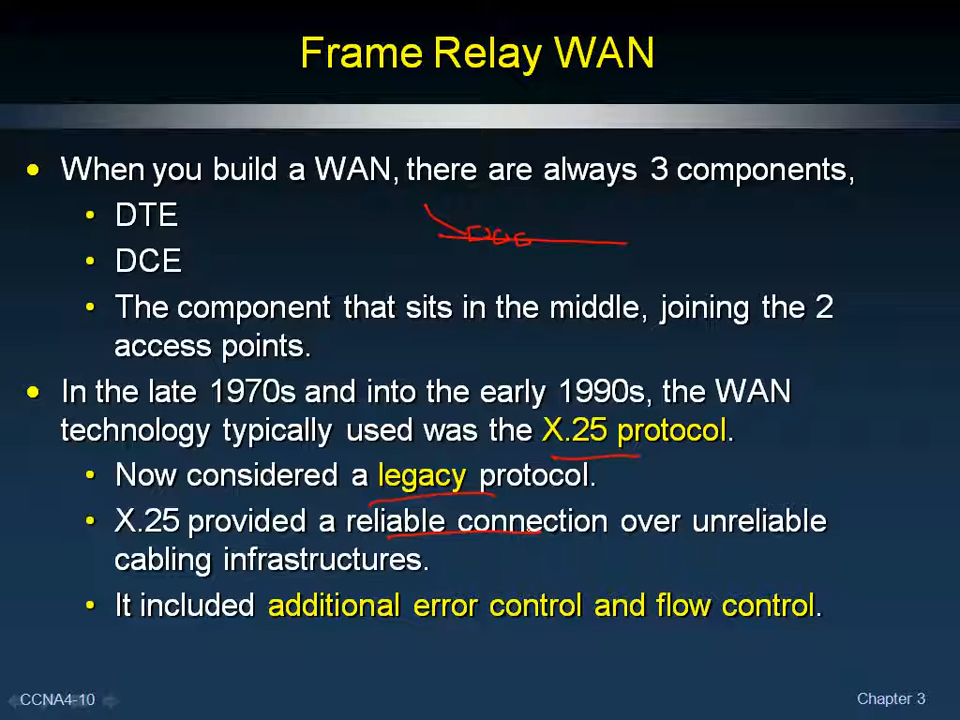 Frame Relay WAN
• When you build a WAN, there are always 3 components,
• DTE
• DCE
• The component that sits in the middle, joining the 2
access points.
• In the late 1970s and into the early 1990s, the WAN
technology typically used was the X.25 protocol.
• Now considered a legacy protocol.
• X.25 provided a reliable connection over unreliable
cabling infrastructures.
• It included additional error control and flow control.
CCNA4-10
Chapter 3